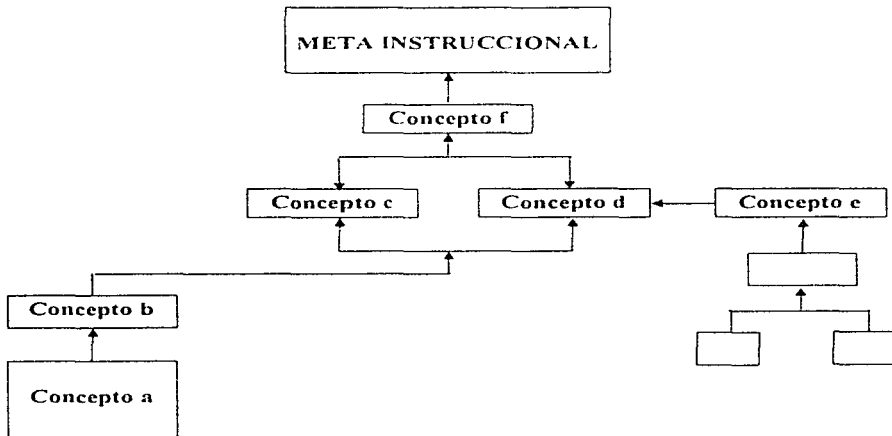 META INSTRUCCIONAL
Concepto f
Concepto c
Concepto d
Concepto e
Concepto b
Concepto a